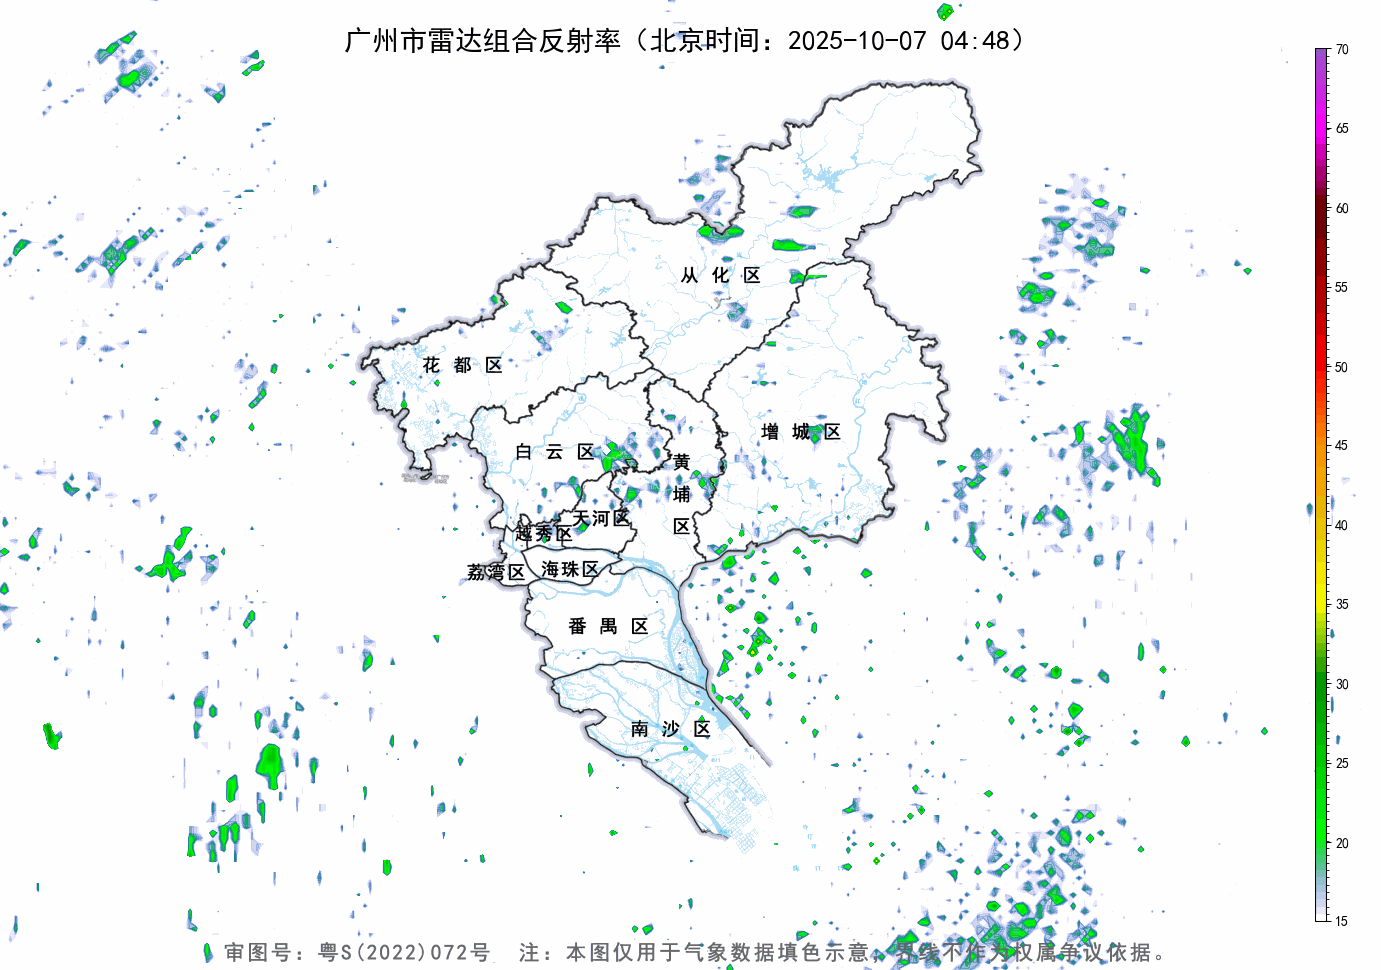 广州市雷达组合反射率（北京时间：2025-10-07 04:48）
70
65
60
55
50
45
40
35
30
25
20
15
从化区
花都区
增城区
白云区
黄埔区
天河区
越秀区
荔湾区
海珠区
番禺区
南沙区
审图号：粤S(2022)072号 注：本图仅用于气象数据填色示意，界线不作为权属争议依据。